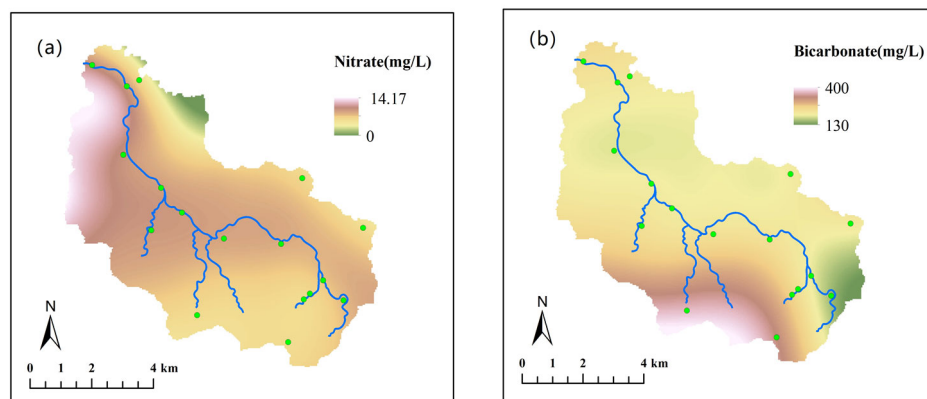 (a)
Nitrate(mg/L)
14.17
0
N
0 1 2 4 km
(b)
Bicarbonate(mg/L)
400
130
N
0 1 2 4 km